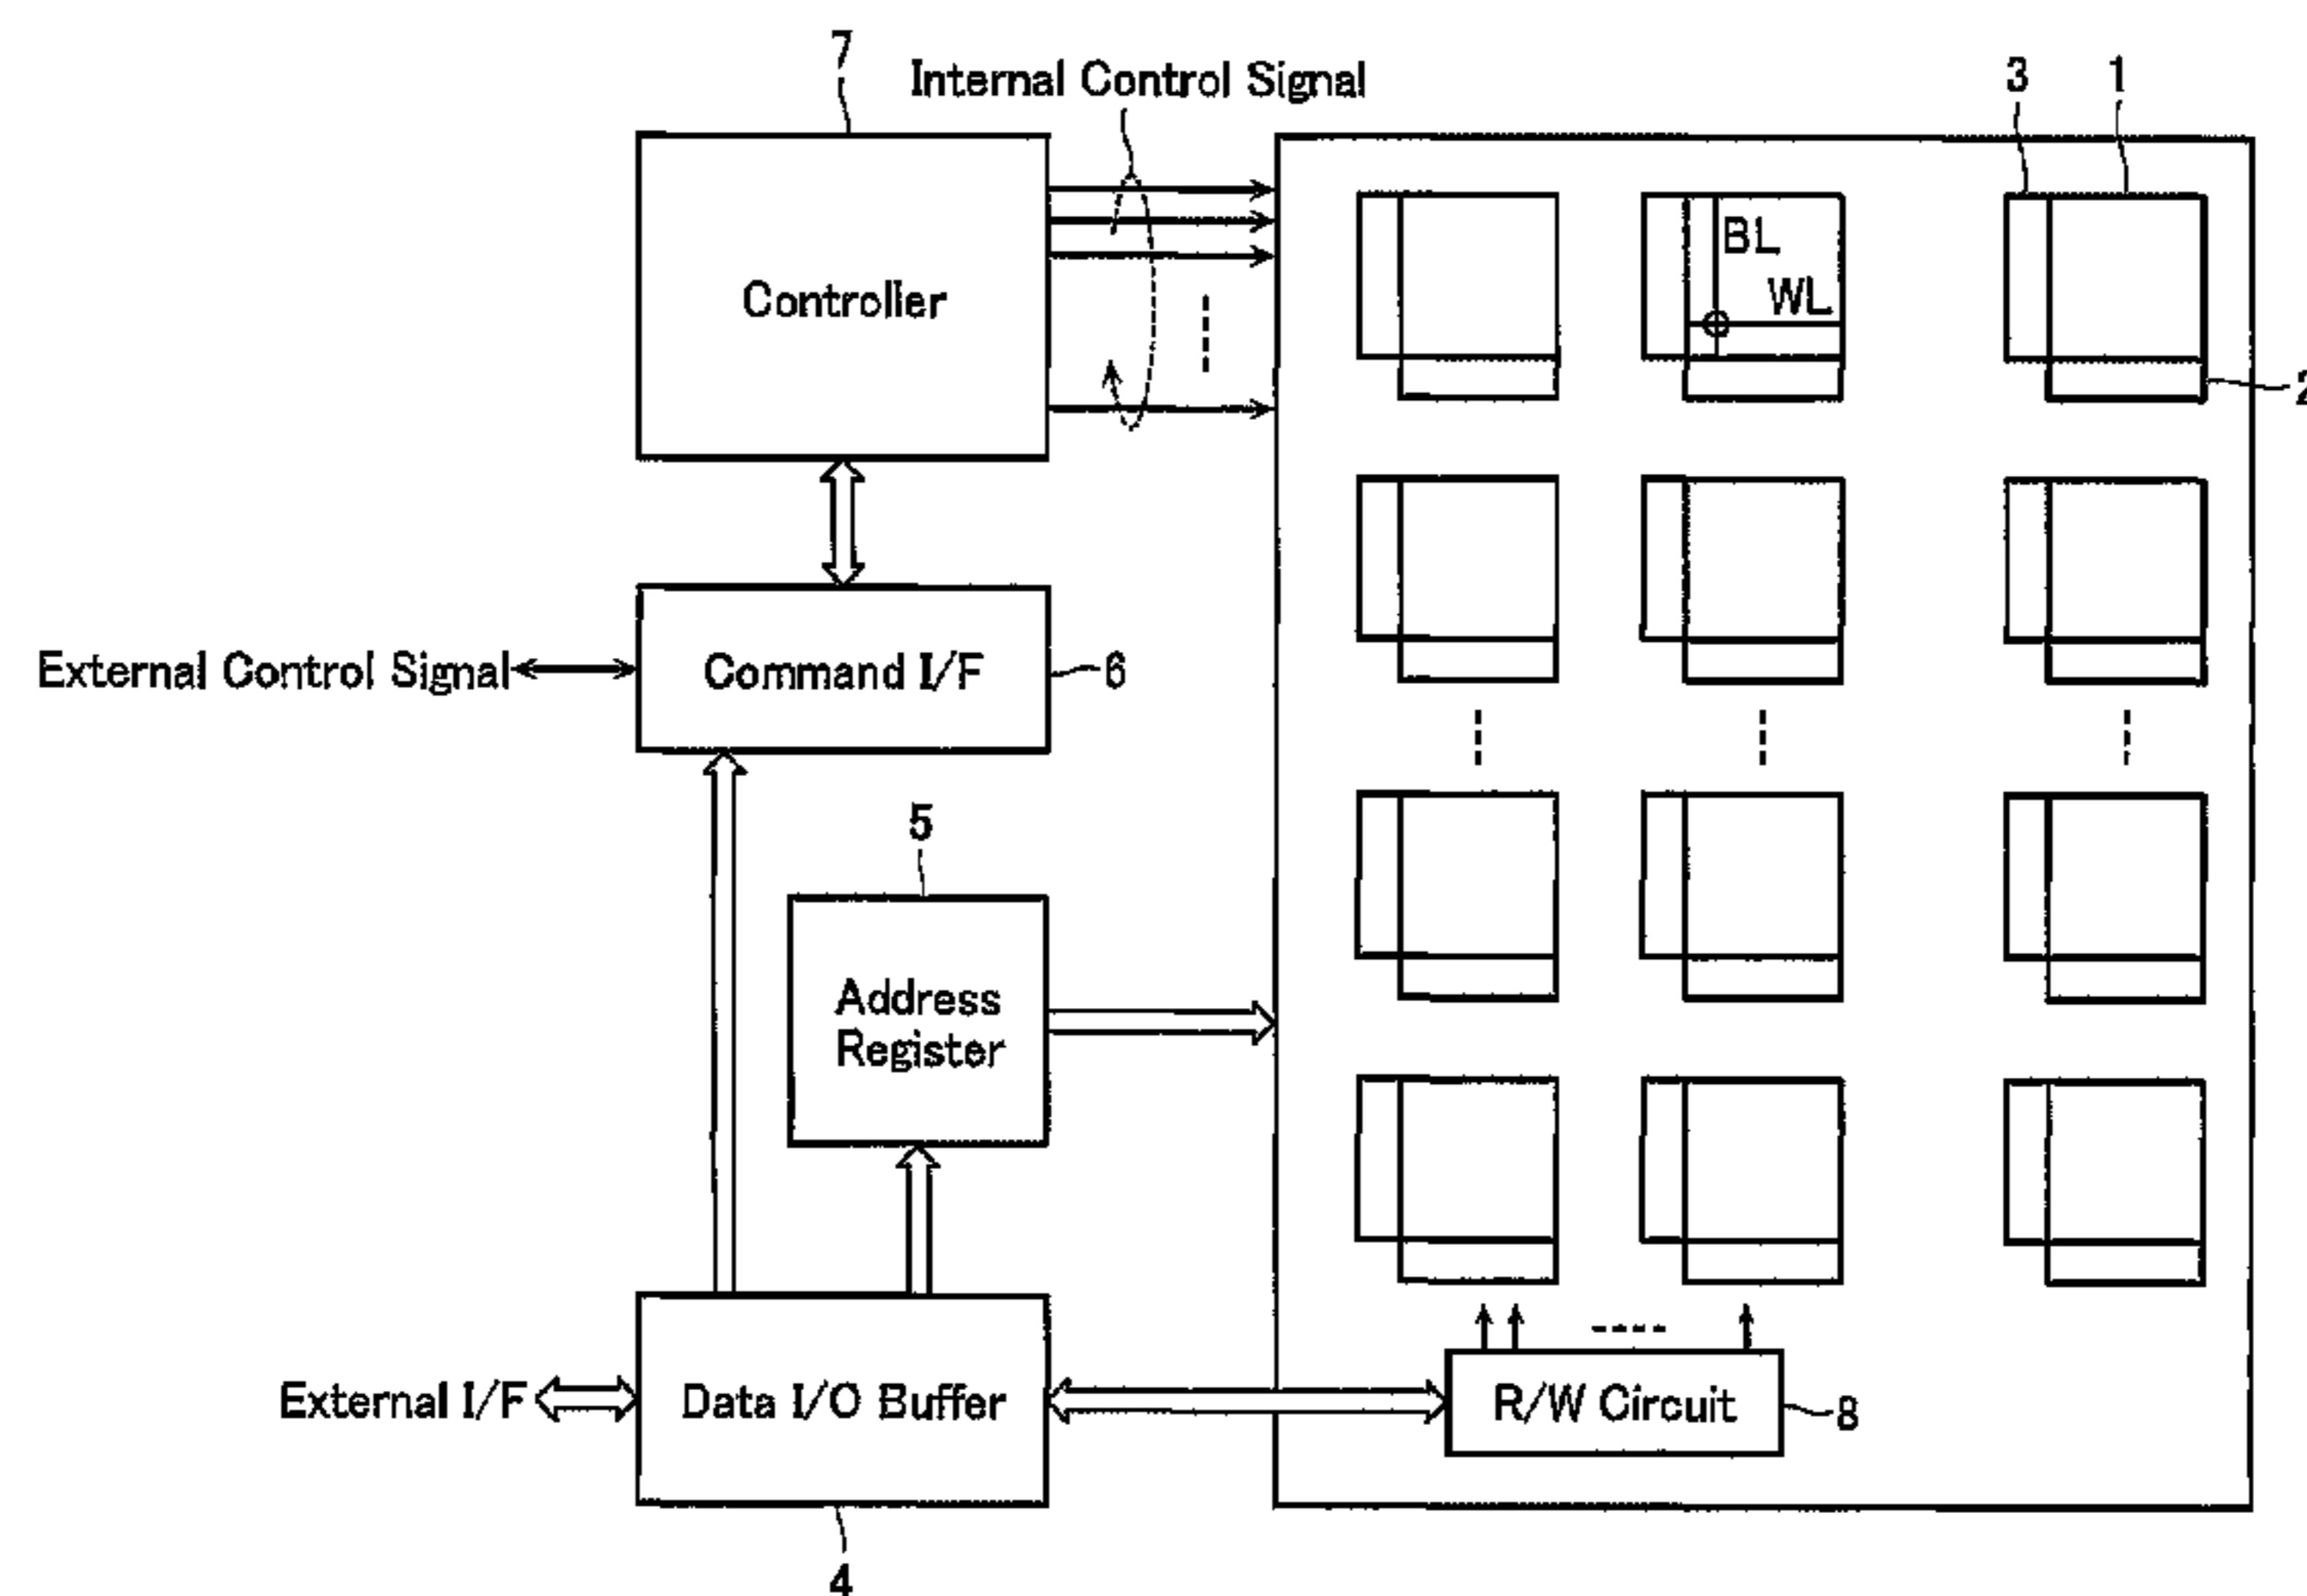 7
Internal Control Signal
3
1
Controller
BL
WL
2
External Control Signal
Command I/F
6
5
Address
Register
External I/F
Data I/O Buffer
R/W Circuit
8
4